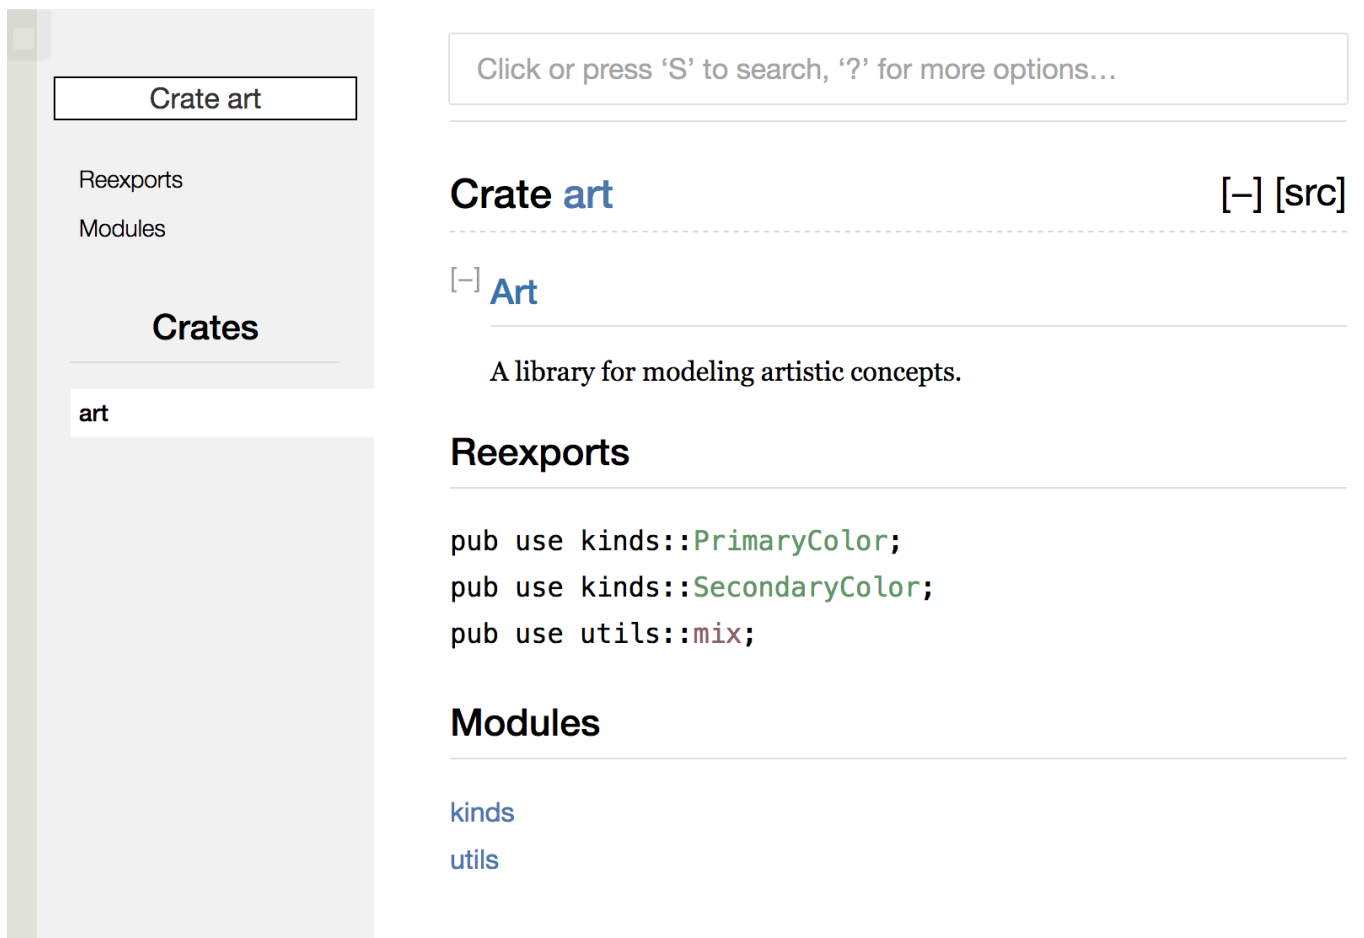 Crate art
Reexports
Modules
Crates
art
Click or press ‘S’ to search, ‘?’ for more options…
Crate art
[–] [src]
[–] Art
A library for modeling artistic concepts.
Reexports
pub use kinds::PrimaryColor;
pub use kinds::SecondaryColor;
pub use utils::mix;
Modules
kinds
utils